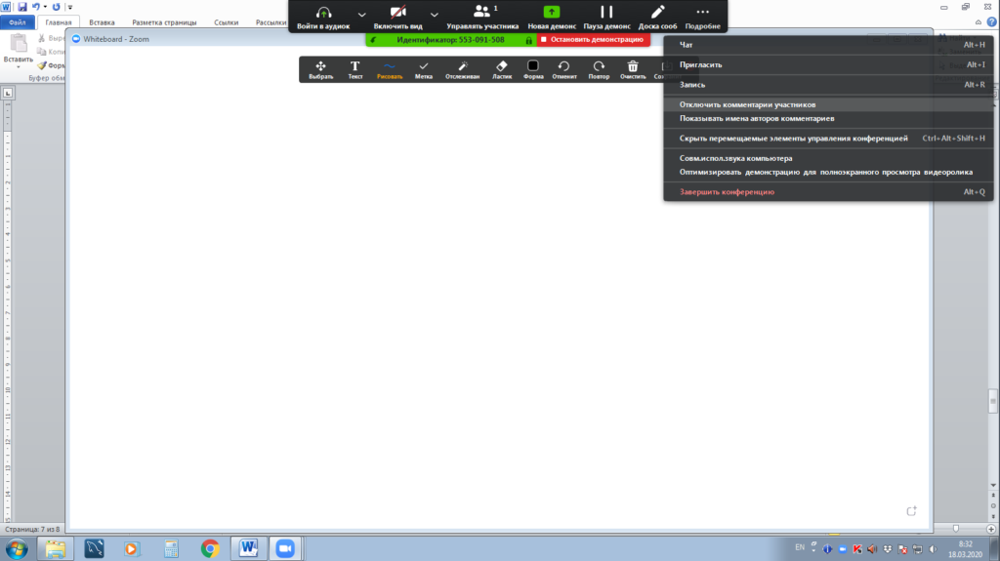 Файл Главная Вставка Разметка страницы Ссылки Рассылки
Вставить
Буфер обм
Войти в аудиок Включить вид Управлять участника 1 Новая демонс Пауза демонс Доска сооб Подробне
Идентификатор: 553-091-508 Остановить демонстрацию
Whiteboard - Zoom
Выбрать Текст Рисовать Метка Отслеживан Ластик Форма Отменит Повтор Очистить
Чат Alt+H
Пригласить Alt+I
Запись Alt+R
Отключить комментарии участников
Показывать имена авторов комментариев
Скрыть перемещаемые элементы управления конференцией Ctrl+Alt+Shift+H
Совм.испол.звука компьютера
Оптимизировать демонстрацию для полноэкранного просмотра видеоролика
Завершить конференцию Alt+Q
Страница: 7 из 8
EN
8:32
18.03.2020